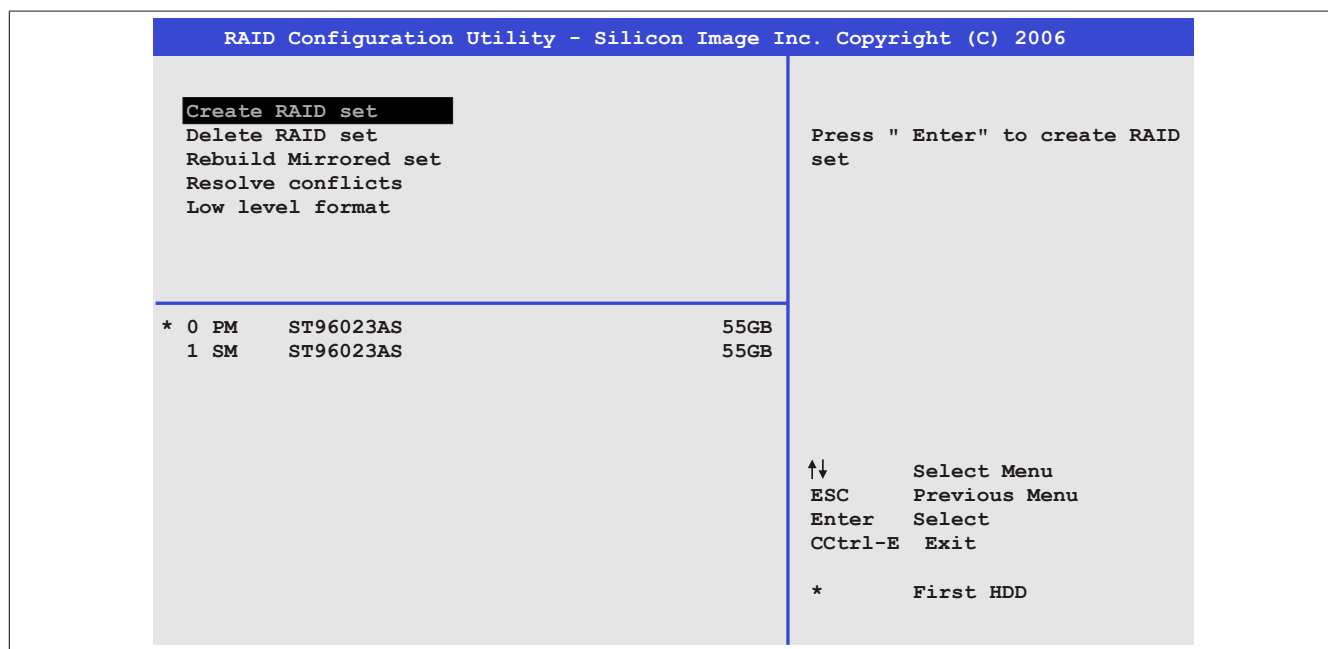 RAID Configuration Utility - Silicon Image Inc. Copyright (C) 2006
Create RAID set
Delete RAID set
Rebuild Mirrored set
Resolve conflicts
Low level format
Press " Enter" to create RAID
set
* 0 PM ST96023AS 55GB
1 SM ST96023AS 55GB
↑↓ Select Menu
ESC Previous Menu
Enter Select
CCtrl-E Exit
* First HDD